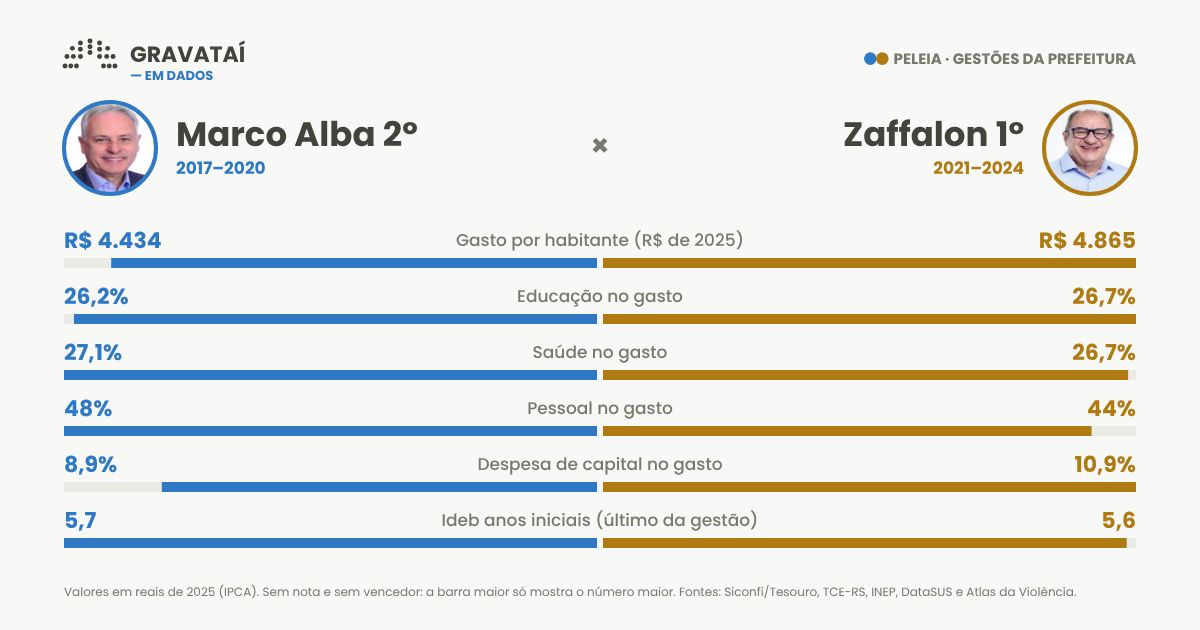 GRAVATAÍ
— EM DADOS
PELEIA · GESTÕES DA PREFEITURA
Marco Alba 2º
2017–2020
×
Zaffalon 1º
2021–2024
R$ 4.434 Gasto por habitante (R$ de 2025) R$ 4.865
26,2% Educação no gasto 26,7%
27,1% Saúde no gasto 26,7%
48% Pessoal no gasto 44%
8,9% Despesa de capital no gasto 10,9%
5,7 Ideb anos iniciais (último da gestão) 5,6
Valores em reais de 2025 (IPCA). Sem nota e sem vencedor: a barra maior só mostra o número maior. Fontes: Siconfi/Tesouro, TCE-RS, INEP, DataSUS e Atlas da Violência.